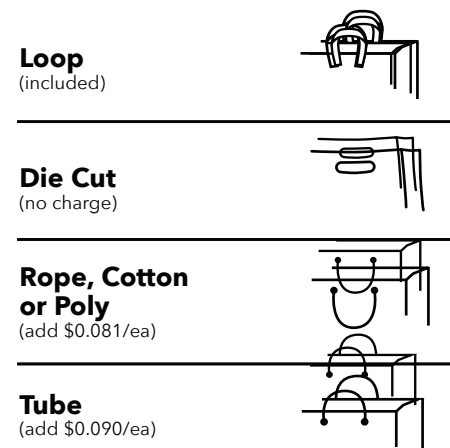 Loop
(included)
Die Cut
(no charge)
Rope, Cotton
or Poly
(add $0.081/ea)
Tube
(add $0.090/ea)